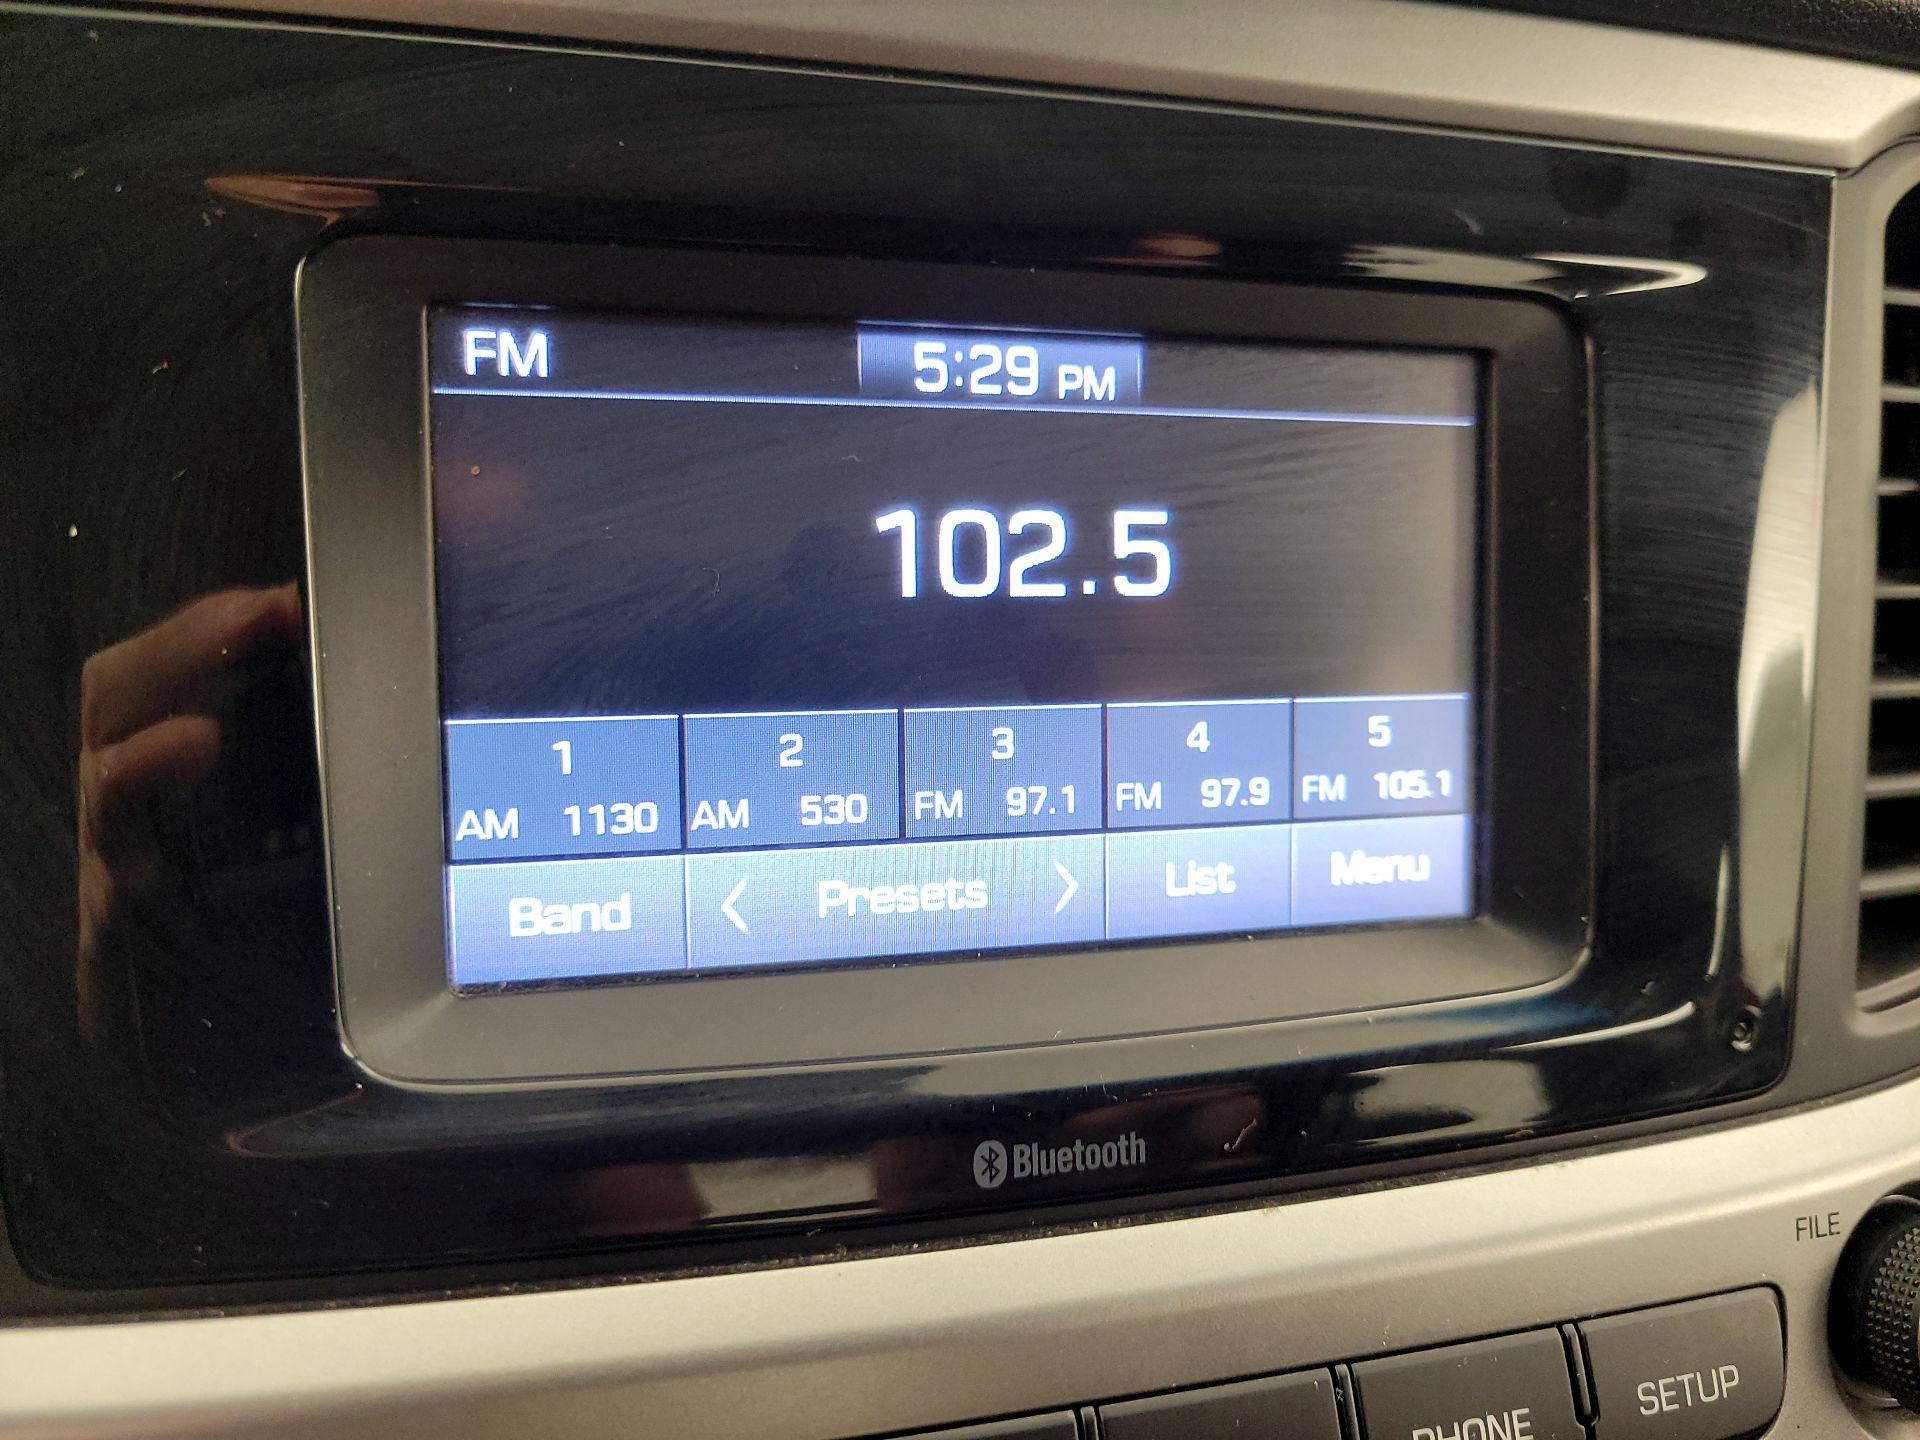 FM 5:29 PM
102.5
1 2 3 4 5
AM 1130 AM 530 FM 97.1 FM 97.9 FM 105.1
Band < Presets > List Menu
Bluetooth
FILE
PHONE SETUP